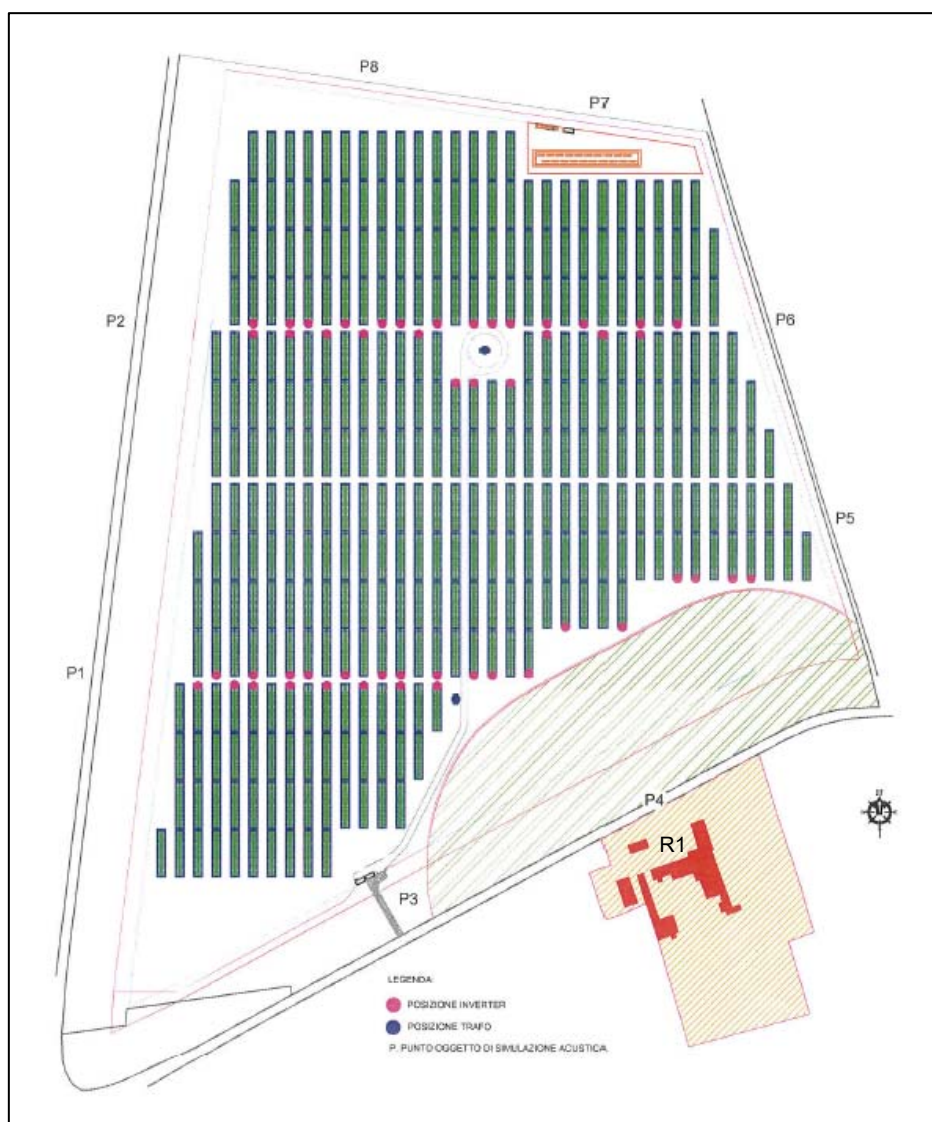 P8
P7
P2
P6
P5
P1
P4
R1
P3
LEGENDA:
POSIZIONE INVERTER
POSIZIONE TRAFO
P. PUNTO OGGETTO DI SIMULAZIONE ACUSTICA